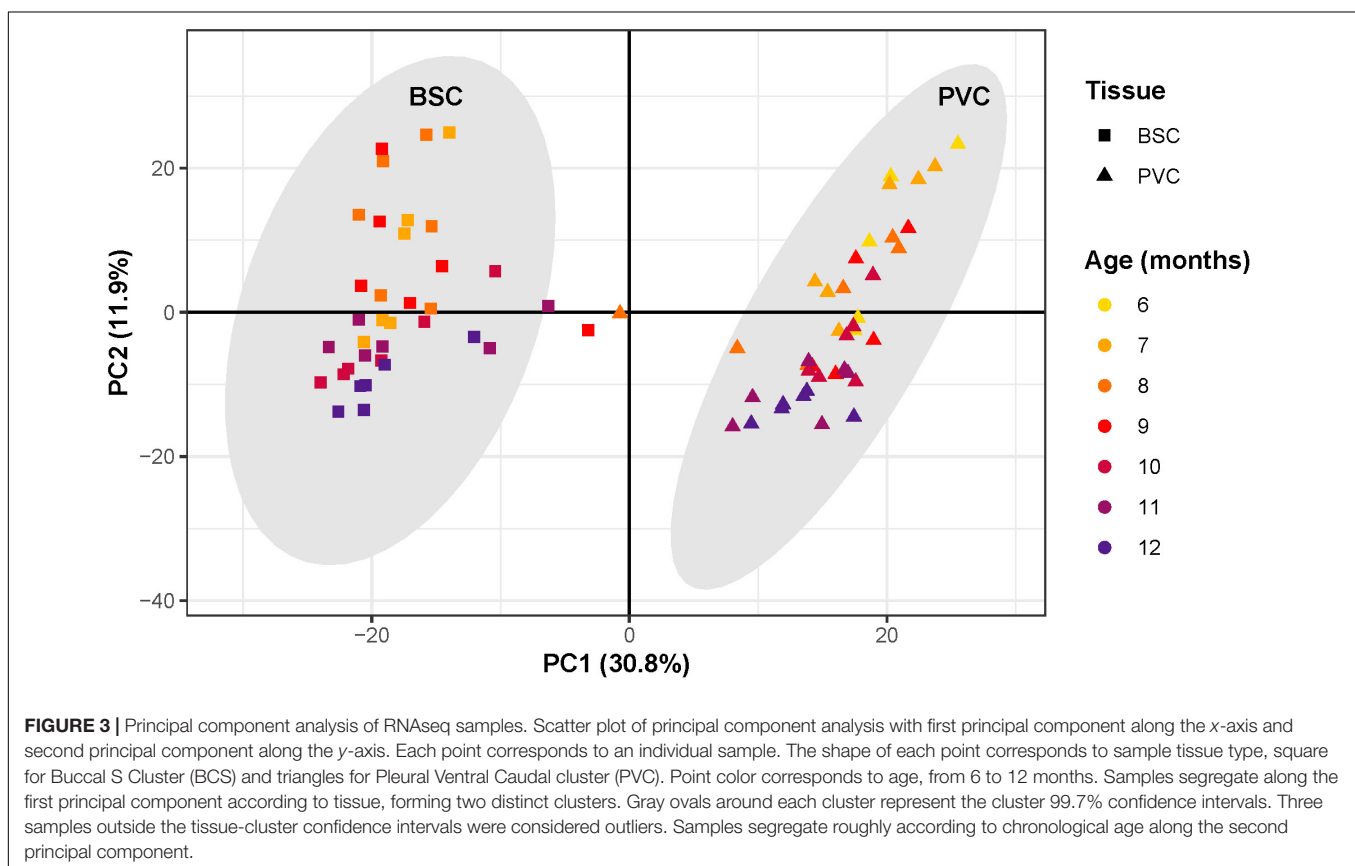 BSC
PVC
20
0
−20
−40
−20
0
20
PC2 (11.9%)
PC1 (30.8%)
Tissue
BSC
PVC
Age (months)
6
7
8
9
10
11
12
FIGURE 3 | Principal component analysis of RNAseq samples. Scatter plot of principal component analysis with first principal component along the x-axis and
second principal component along the y-axis. Each point corresponds to an individual sample. The shape of each point corresponds to sample tissue type, square
for Buccal S Cluster (BCS) and triangles for Pleural Ventral Caudal cluster (PVC). Point color corresponds to age, from 6 to 12 months. Samples segregate along the
first principal component according to tissue, forming two distinct clusters. Gray ovals around each cluster represent the cluster 99.7% confidence intervals. Three
samples outside the tissue-cluster confidence intervals were considered outliers. Samples segregate roughly according to chronological age along the second
principal component.